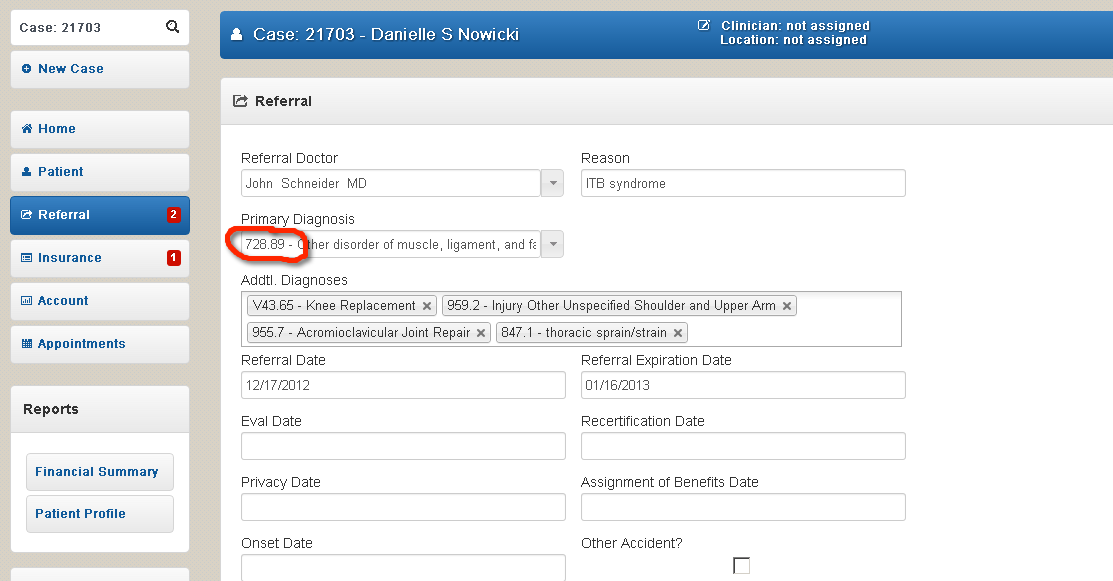 Case: 21703
New Case
Home
Patient
Referral 2
Insurance 1
Account
Appointments
Reports
Financial Summary
Patient Profile
Case: 21703 - Danielle S Nowicki
Clinician: not assigned
Location: not assigned
Referral
Referral Doctor
John Schneider MD
Reason
ITB syndrome
Primary Diagnosis
728.89 - Other disorder of muscle, ligament, and fa
Addtl. Diagnoses
V43.65 - Knee Replacement × 959.2 - Injury Other Unspecified Shoulder and Upper Arm ×
955.7 - Acromioclavicular Joint Repair × 847.1 - thoracic sprain/strain ×
Referral Date
12/17/2012
Referral Expiration Date
01/16/2013
Eval Date
Recertification Date
Privacy Date
Assignment of Benefits Date
Onset Date
Other Accident?